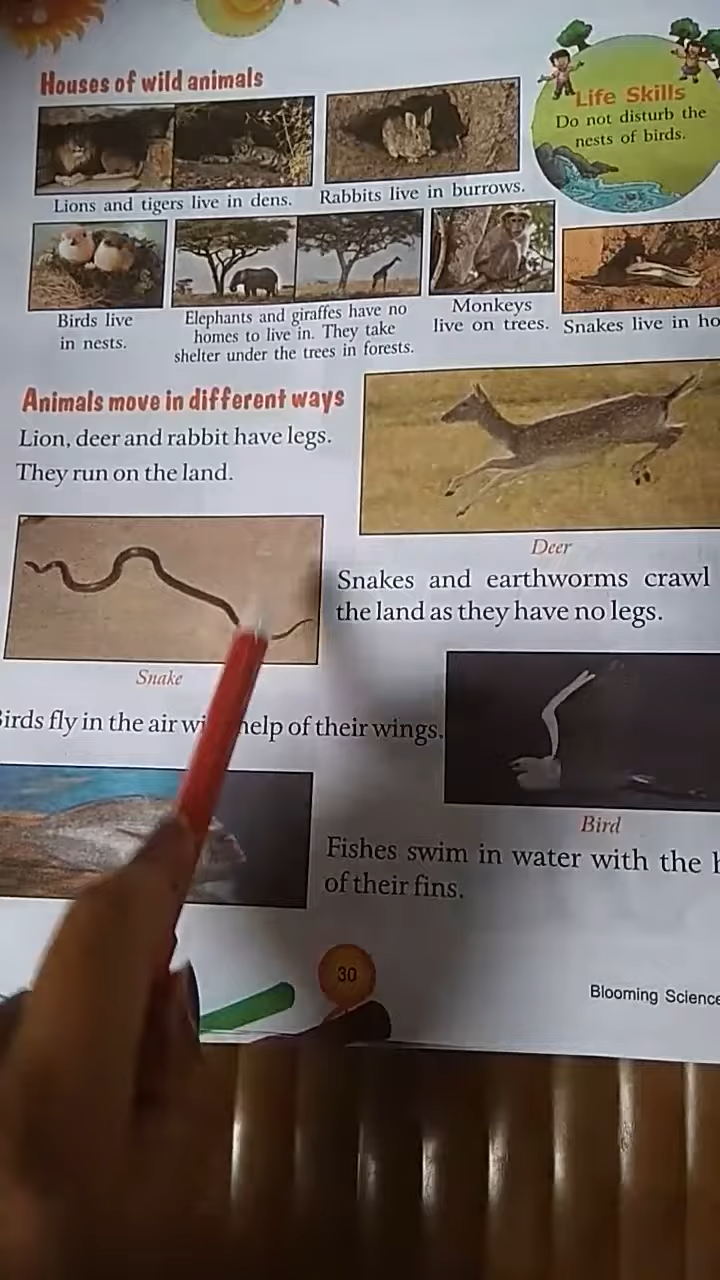 Houses of wild animals
Life Skills
Do not disturb the
nests of birds.
Lions and tigers live in dens.
Rabbits live in burrows.
Birds live
in nests.
Elephants and giraffes have no
homes to live in. They take
shelter under the trees in forests.
Monkeys
live on trees.
Snakes live in
Animals move in different ways
Lion, deer and rabbit have legs.
They run on the land.
Deer
Snakes and earthworms crawl
the land as they have no legs.
Snake
Birds fly in the air help of their wings.
Bird
Fishes swim in water with the
of their fins.
30
Blooming Science